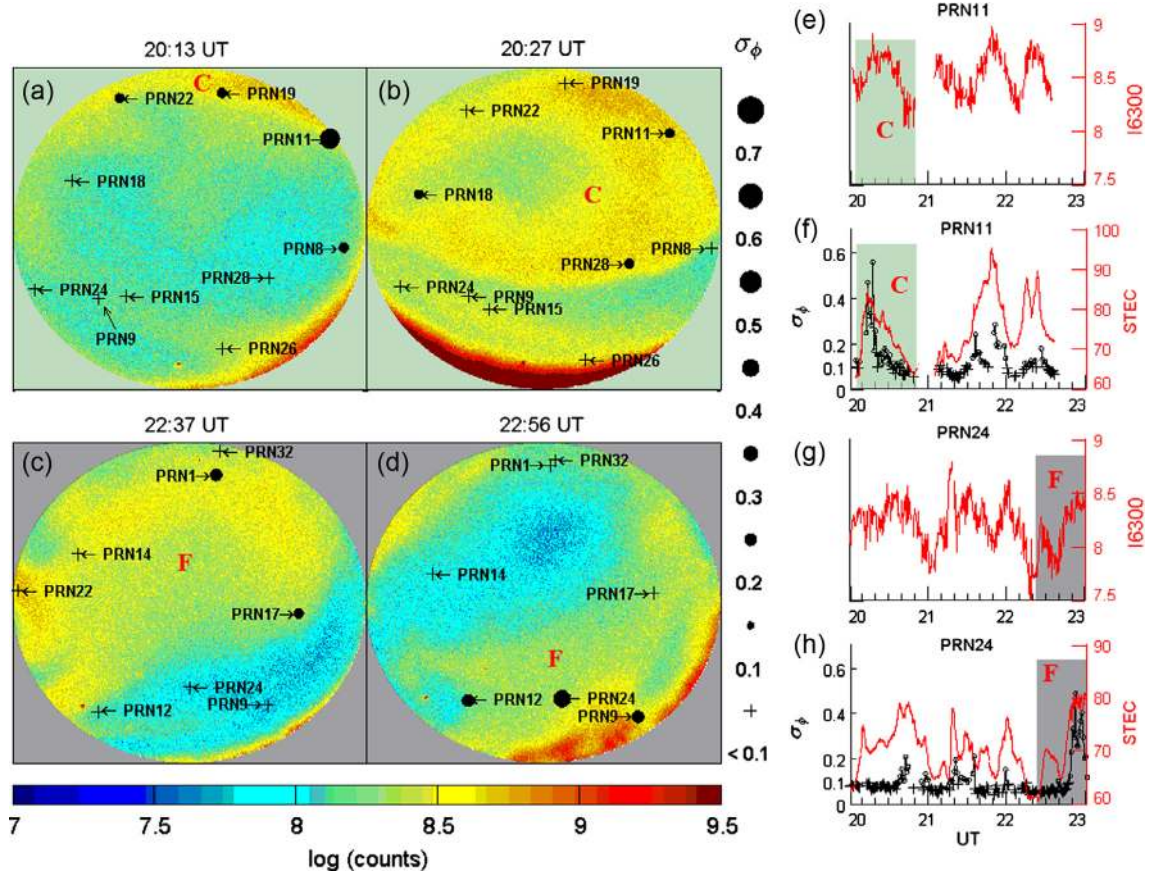 20:13 UT
(a)
C
PRN22
PRN19
PRN11
PRN18
PRN8
PRN28
PRN24
PRN15
PRN9
PRN26
20:27 UT
(b)
PRN19
PRN22
PRN11
PRN18
C
PRN8
PRN28
PRN24
PRN9
PRN15
PRN26
22:37 UT
(c)
PRN32
PRN1
PRN14
F
PRN22
PRN17
PRN24
PRN9
PRN12
22:56 UT
(d)
PRN1
PRN32
PRN14
PRN17
F
PRN12
PRN24
PRN9
σϕ
0.7
0.6
0.5
0.4
0.3
0.2
0.1
< 0.1
7 7.5 8 8.5 9 9.5
log (counts)
(e)
PRN11
C
9
8.5
8
7.5
I6300
20 21 22 23
(f)
PRN11
C
σϕ
0.6
0.4
0.2
0.1
0
100
90
80
70
60
STEC
20 21 22 23
(g)
PRN24
F
9
8.5
8
7.5
I6300
20 21 22 23
(h)
PRN24
F
σϕ
0.6
0.4
0.2
0.1
0
90
80
70
60
STEC
20 21 22 23
UT